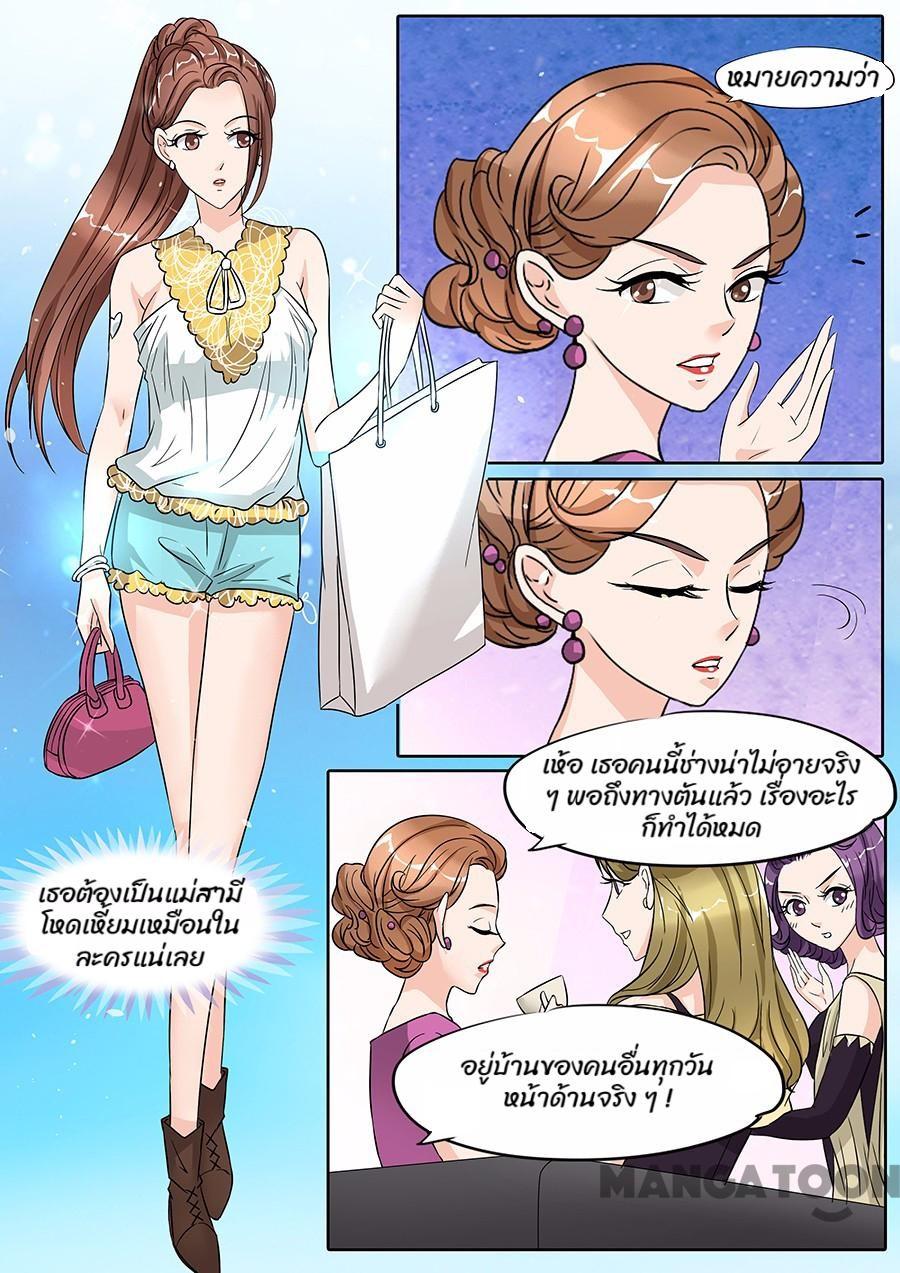 หมายความว่า
เห้อ เธอคนนี้ช่างน่าไม่อายจริง
ๆ พอถึงทางตันแล้ว เรื่องอะไร
ก็ทำได้หมด
เธอต้องเป็นแม่สามี
โหดเหี้ยมเหมือนใน
ละครแน่เลย
อยู่บ้านของคนอื่นทุกวัน
หน้าด้านจริง ๆ !
MANGATOON